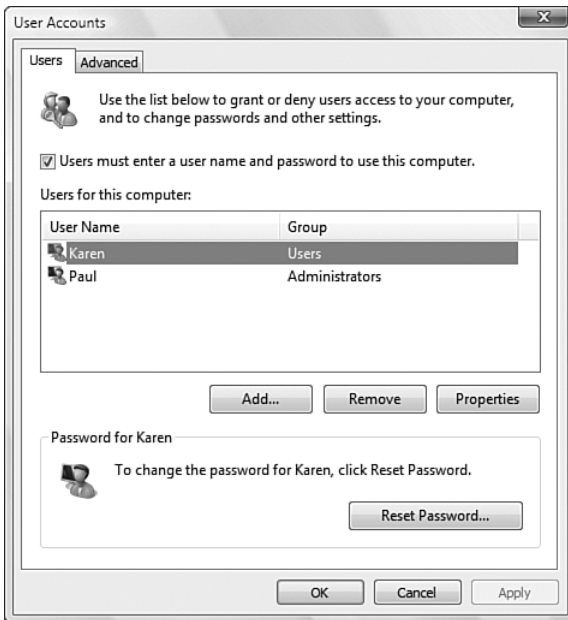 User Accounts
Users Advanced
Use the list below to grant or deny users access to your computer,
and to change passwords and other settings.
Users must enter a user name and password to use this computer.
Users for this computer:
User Name Group
Karen Users
Paul Administrators
Add... Remove Properties
Password for Karen
To change the password for Karen, click Reset Password.
Reset Password...
OK Cancel Apply